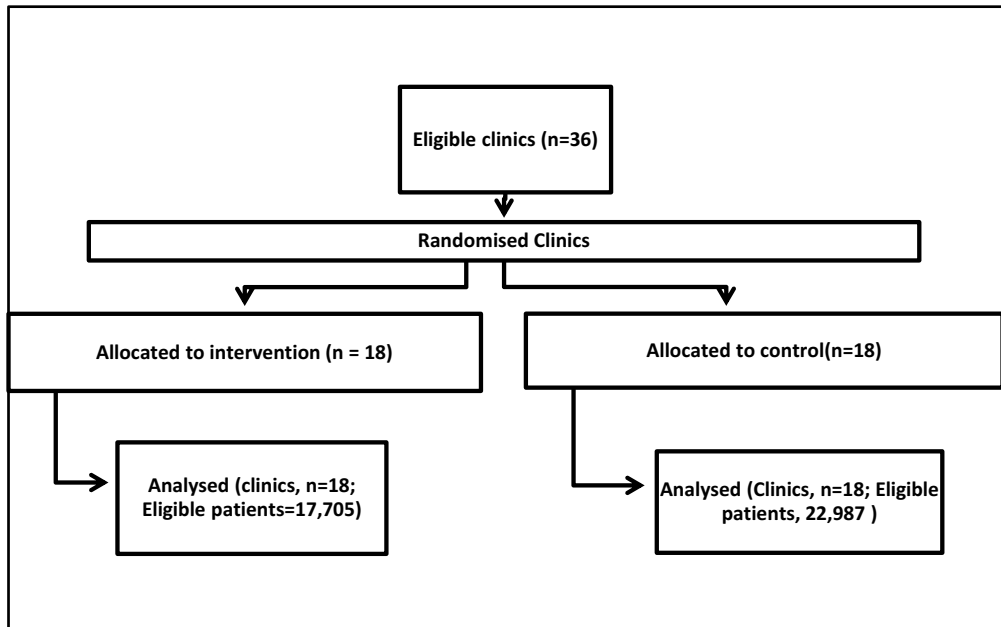 Eligible clinics (n=36)
Randomised Clinics
Allocated to intervention (n = 18)
Allocated to control(n=18)
Analysed (clinics, n=18;
Eligible patients=17,705)
Analysed (Clinics, n=18; Eligible
patients, 22,987 )